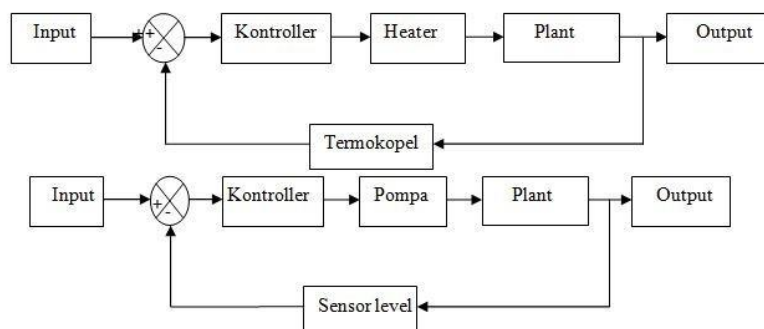 Input
++
-
Kontroller
Heater
Plant
Output
Termokopel
Input
+
-
Kontroller
Pompa
Plant
Output
Sensor level